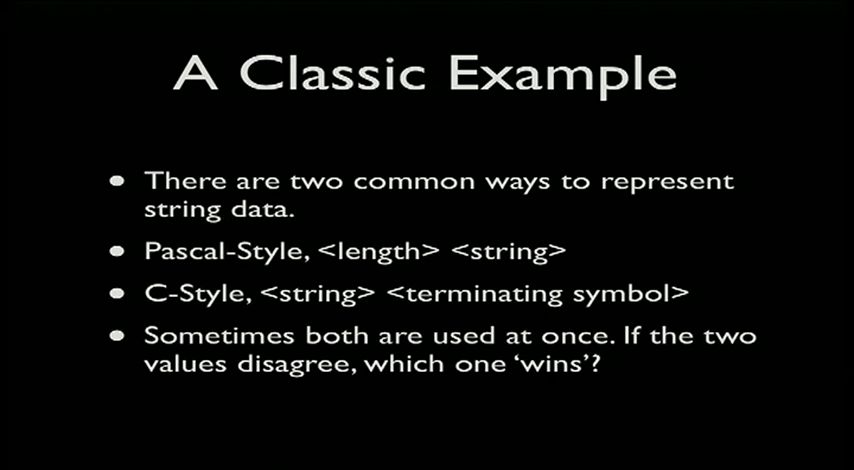 A Classic Example
• There are two common ways to represent
string data.
• Pascal-Style, <length> <string>
• C-Style, <string> <terminating symbol>
• Sometimes both are used at once. If the two
values disagree, which one ‘wins’?